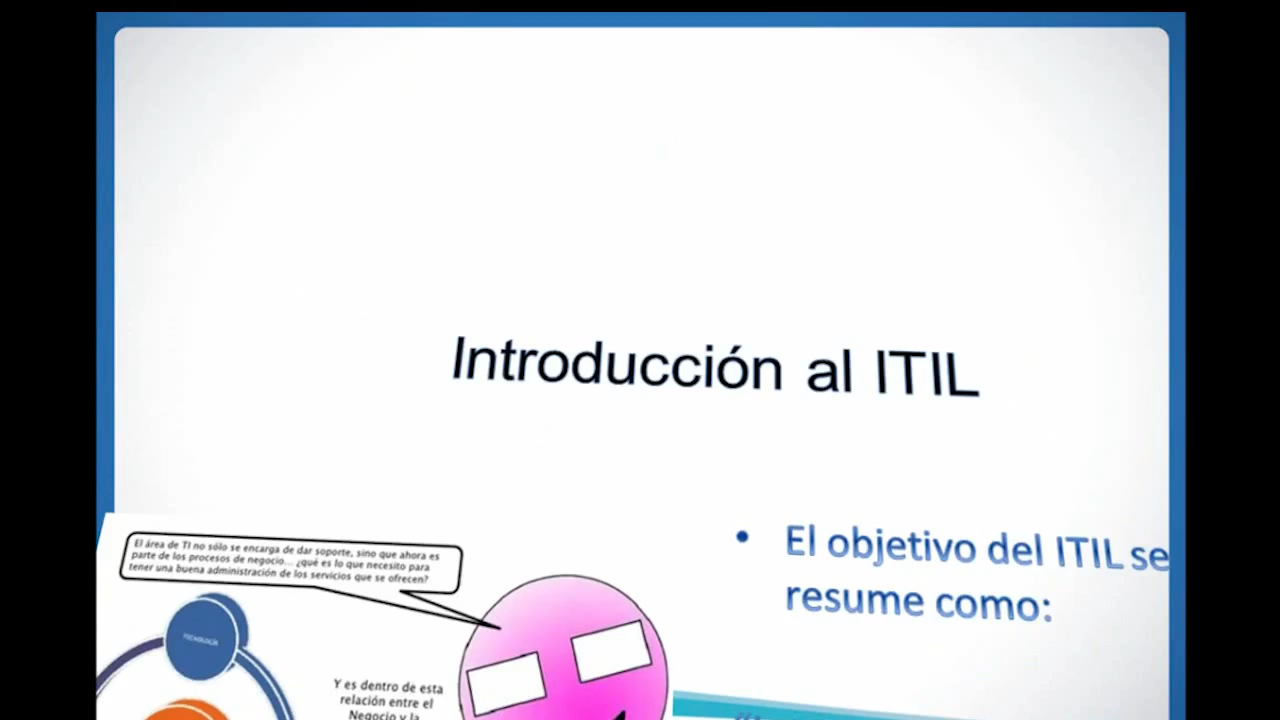 Introducción al ITIL
• El objetivo del ITIL se
resume como:
El área de TI no sólo se encarga de dar soporte, sino que ahora es
parte de los procesos de negocio... ¿qué es lo que necesito para
tener una buena administración de los servicios que se ofrecen?
TECNOLOGÍA
Y es dentro de esta
relación entre el
Negocio y la